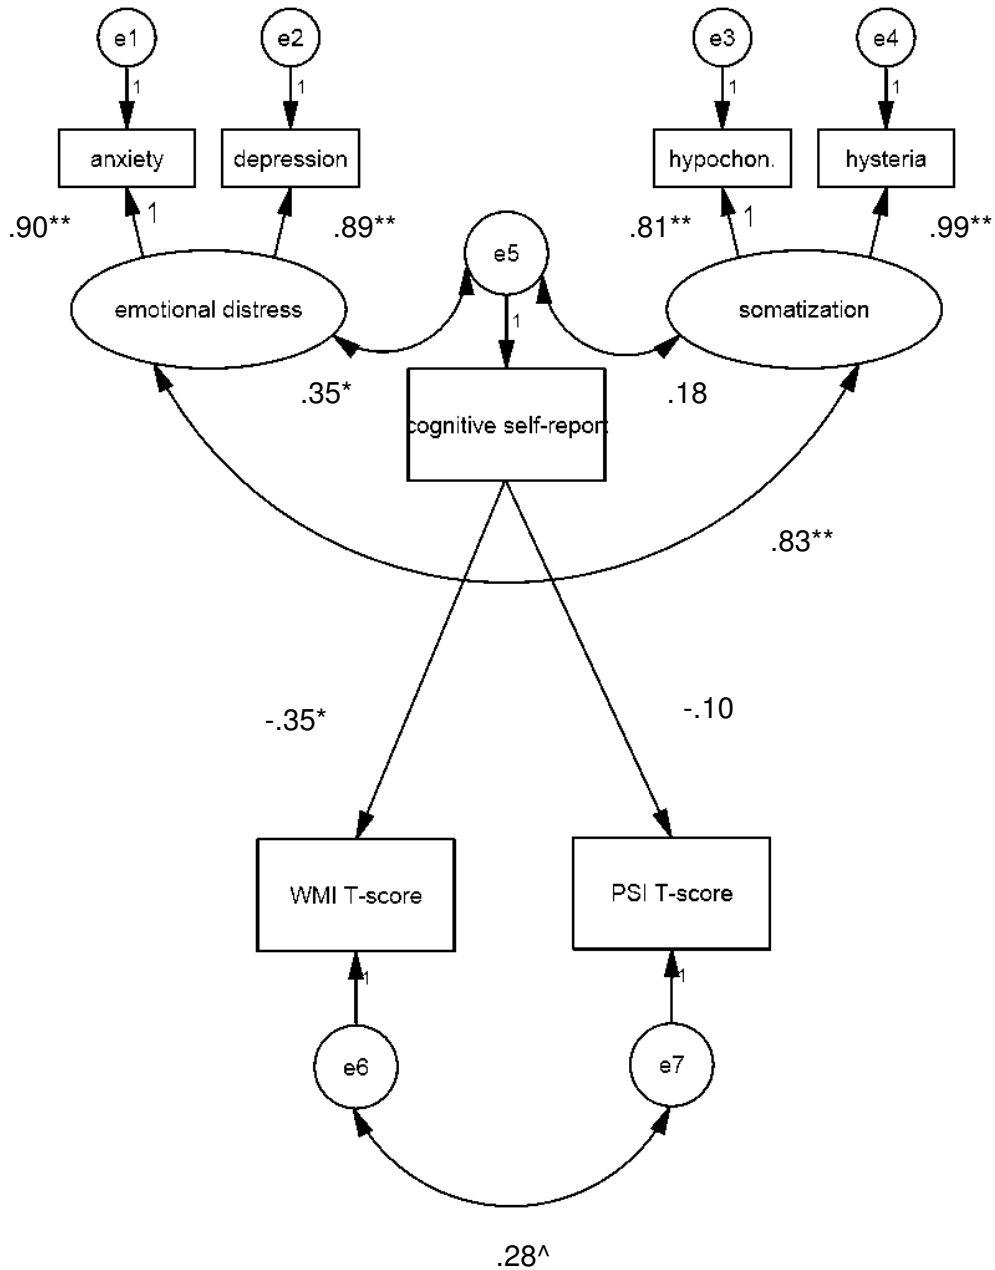 e1
e2
e3
e4
1
1
1
1
anxiety
depression
hypochon.
hysteria
.90**
1
.89**
.81**
1
.99**
e5
emotional distress
somatization
1
.35*
.18
cognitive self-report
.83**
-.35*
-.10
WMI T-score
PSI T-score
1
1
e6
e7
.28^